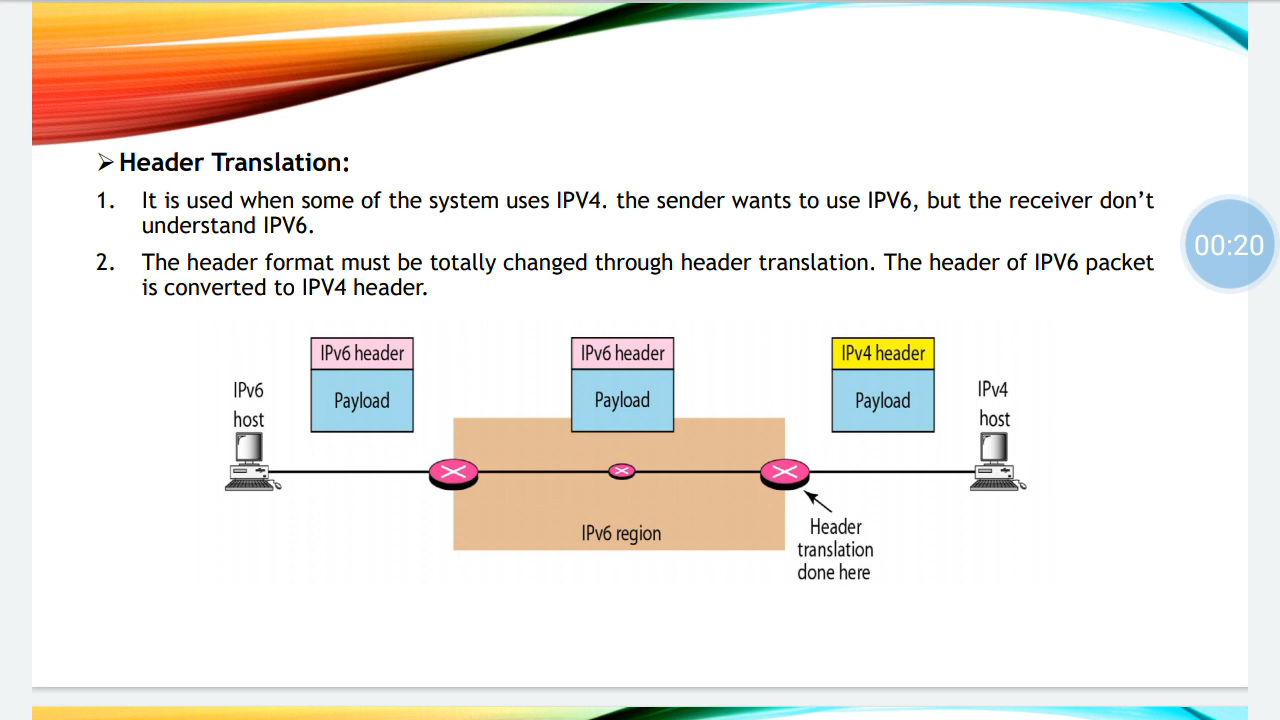 ➢ Header Translation:
1. It is used when some of the system uses IPV4. the sender wants to use IPV6, but the receiver don’t
understand IPV6.
2. The header format must be totally changed through header translation. The header of IPV6 packet
is converted to IPV4 header.
00:20
IPv6 header
Payload
IPv6 header
Payload
IPv4 header
Payload
IPv6
host
IPv4
host
IPv6 region
Header
translation
done here